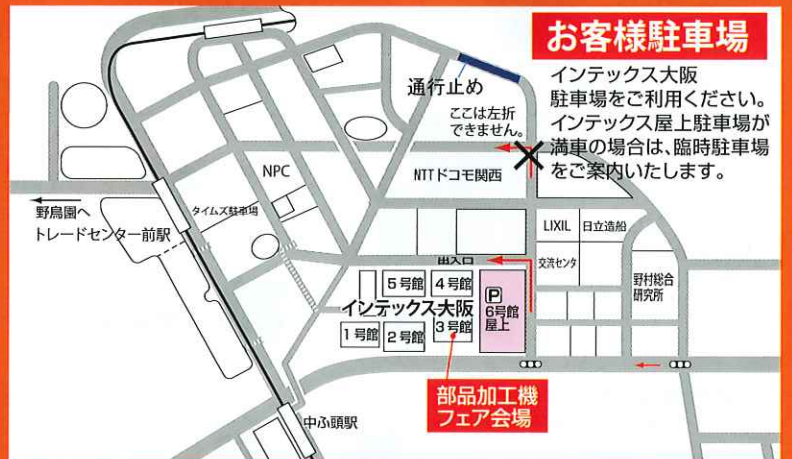 お客様駐車場
インテックス大阪
駐車場をご利用ください。
インテックス屋上駐車場が
満車の場合は、臨時駐車場
をご案内いたします。
通行止め
ここは左折
できません。
NPC
NTTドコモ関西
タイムズ駐車場
野鳥園へ
トレードセンター前駅
LIXIL
日立造船
出入口
交流センタ
野村総合
研究所
5号館
4号館
P
6号館
屋上
インテックス大阪
1号館
2号館
3号館
部品加工機
フェア会場
中ふ頭駅